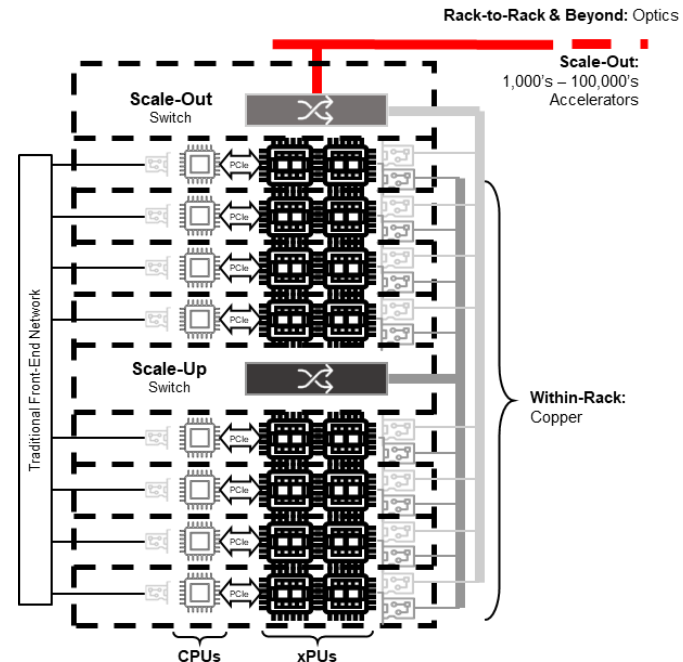 Rack-to-Rack & Beyond: Optics
Scale-Out:
1,000's – 100,000's
Accelerators
Scale-Out
Switch
PCIe
PCIe
PCIe
PCIe
Traditional Front-End Network
Scale-Up
Switch
Within-Rack:
Copper
PCIe
PCIe
PCIe
PCIe
CPUs
xPUs